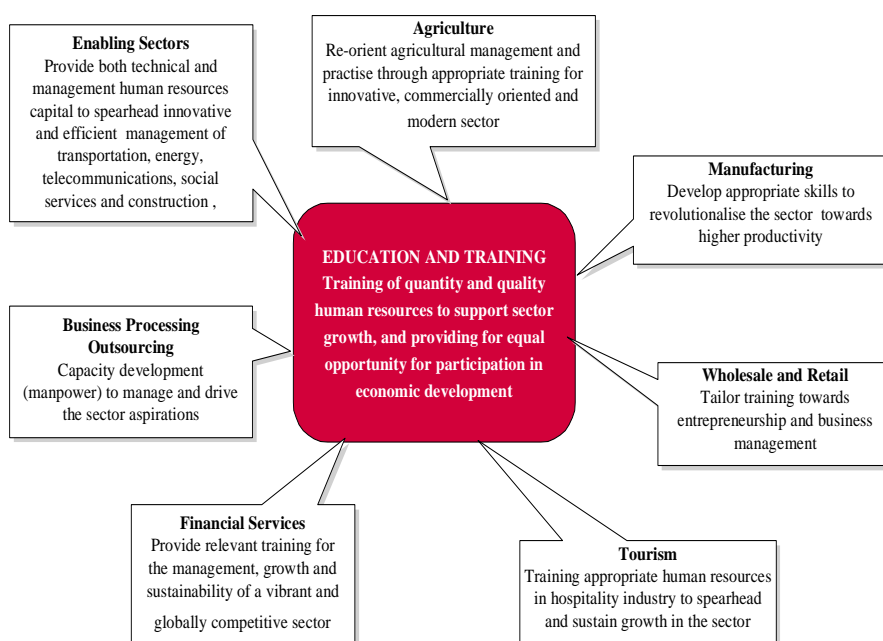 Enabling Sectors
Provide both technical and
management human resources
capital to spearhead innovative
and efficient management of
transportation, energy,
telecommunications, social
services and construction ,
Agriculture
Re-orient agricultural management and
practise through appropriate training for
innovative, commercially oriented and
modern sector
Manufacturing
Develop appropriate skills to
revolutionalise the sector towards
higher productivity
EDUCATION AND TRAINING
Training of quantity and quality
human resources to support sector
growth, and providing for equal
opportunity for participation in
economic development
Business Processing
Outsourcing
Capacity development
(manpower) to manage and drive
the sector aspirations
Wholesale and Retail
Tailor training towards
entrepreneurship and business
management
Financial Services
Provide relevant training for
the management, growth and
sustainability of a vibrant and
globally competitive sector
Tourism
Training appropriate human resources
in hospitality industry to spearhead
and sustain growth in the sector